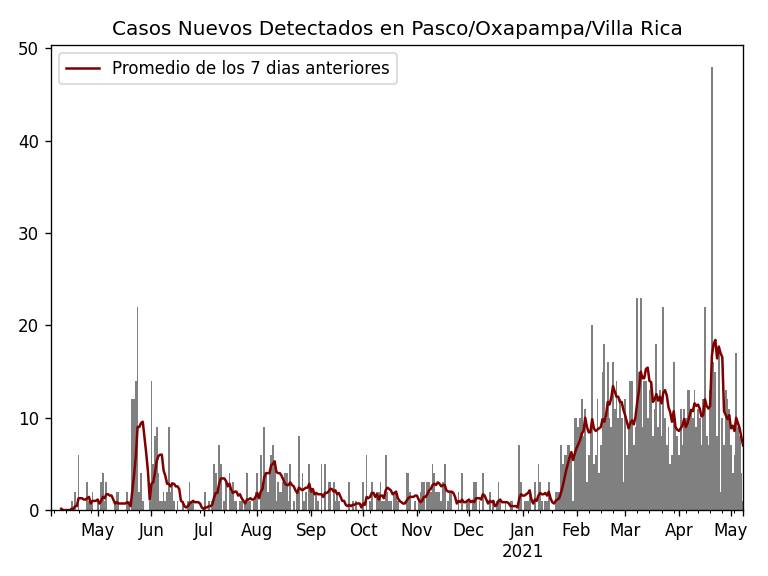 Casos Nuevos Detectados en Pasco/Oxapampa/Villa Rica
Promedio de los 7 dias anteriores
50
40
30
20
10
0
May Jun Jul Aug Sep Oct Nov Dec Jan Feb Mar Apr May
2021